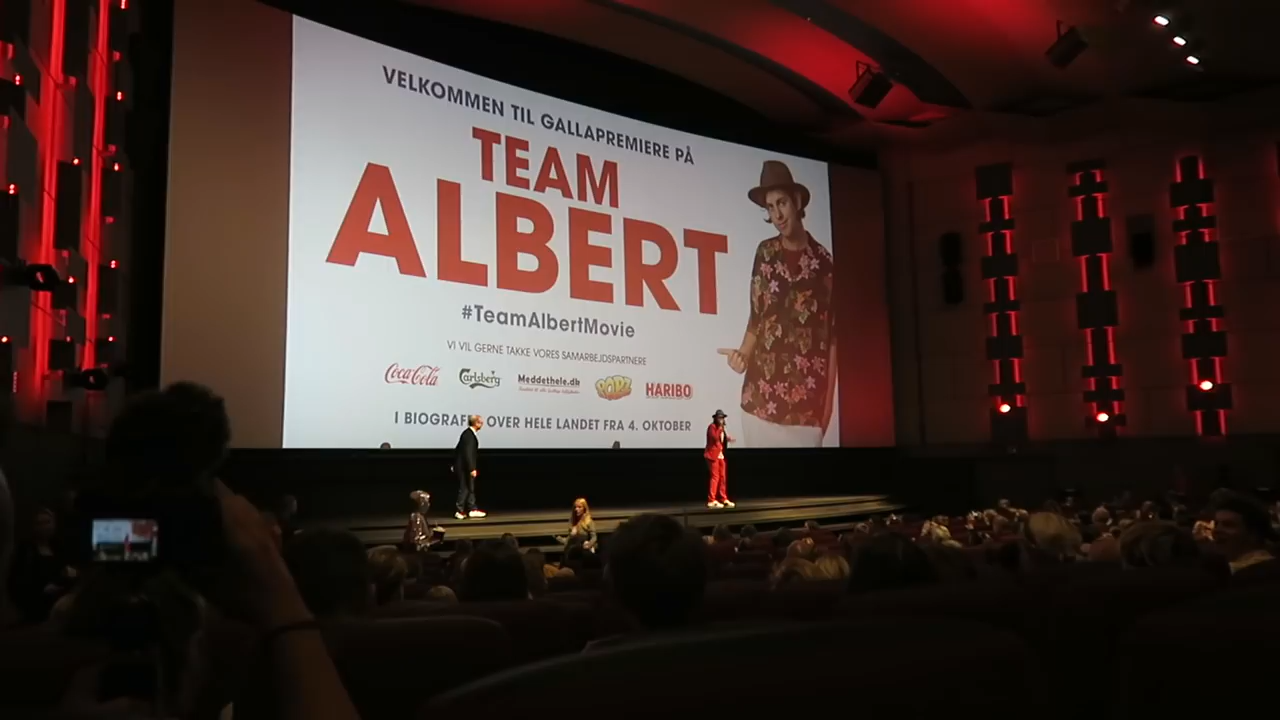 VELKOMMEN TIL GALLAPREMIERE PÅ
TEAM
ALBERT
#TeamAlbertMovie
VI VIL GERNE TAKKE VORES SAMARBEJDSPARTNERE
Coca-Cola Carlsberg Meddethele.dk POPZ HARIBO
I BIOGRAFE OVER HELE LANDET FRA 4. OKTOBER